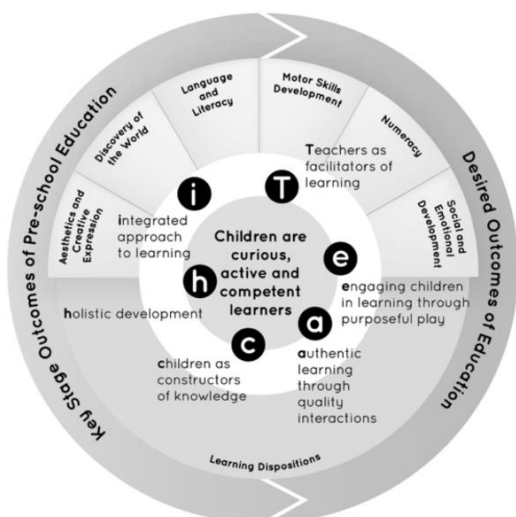 Key Stage Outcomes of Pre-school Education
Desired Outcomes of Education
Aesthetics and
Creative
Expression
Discovery of
the World
Language
and
Literacy
Motor Skills
Development
Numeracy
Social and
Emotional
Development
i
integrated
approach
to learning
T
Teachers as
facilitators of
learning
Children are
curious,
active and
competent
learners
e
engaging children
in learning through
purposeful play
h
holistic development
a
authentic
learning
through
quality
interactions
c
children as
constructors
of knowledge
Learning Dispositions